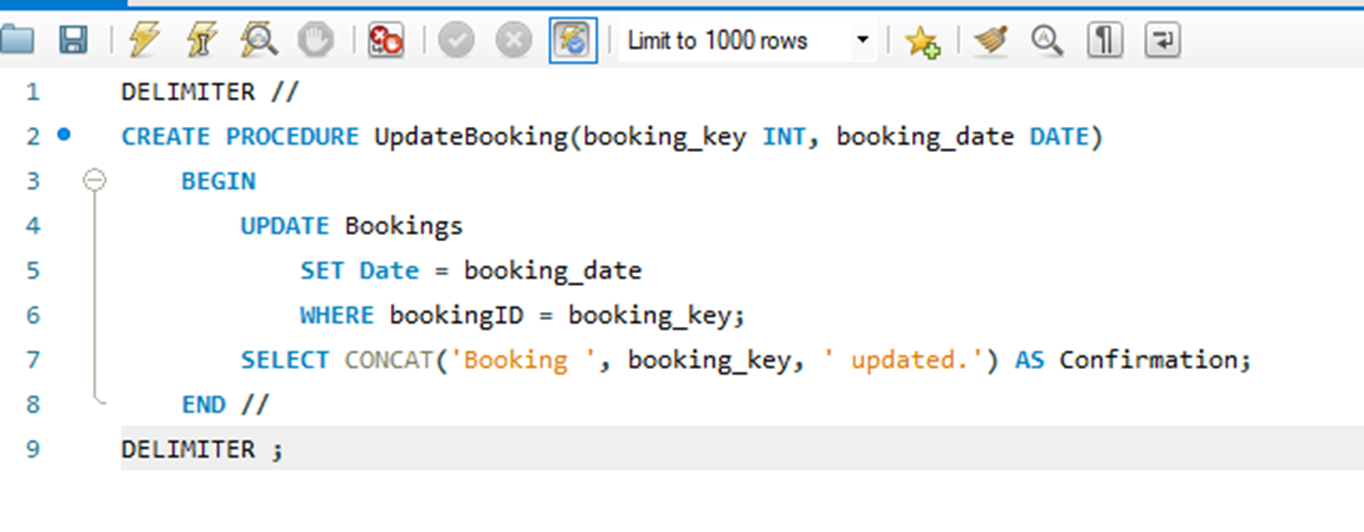 Limit to 1000 rows
1 DELIMITER //
2 CREATE PROCEDURE UpdateBooking(booking_key INT, booking_date DATE)
3 BEGIN
4 UPDATE Bookings
5 SET Date = booking_date
6 WHERE bookingID = booking_key;
7 SELECT CONCAT('Booking ', booking_key, ' updated.') AS Confirmation;
8 END //
9 DELIMITER ;